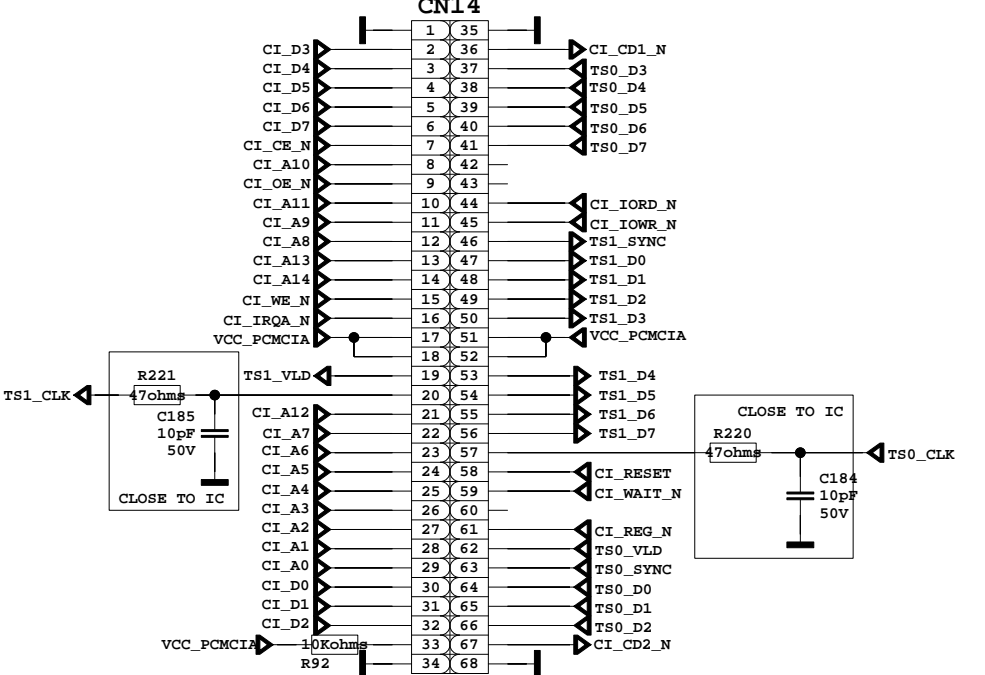 CN14
1 35
CI_D3 2 36 CI_CD1_N
CI_D4 3 37 TS0_D3
CI_D5 4 38 TS0_D4
CI_D6 5 39 TS0_D5
CI_D7 6 40 TS0_D6
CI_CE_N 7 41 TS0_D7
CI_A10 8 42
CI_OE_N 9 43
CI_A11 10 44 CI_IORD_N
CI_A9 11 45 CI_IOWR_N
CI_A8 12 46 TS1_SYNC
CI_A13 13 47 TS1_D0
CI_A14 14 48 TS1_D1
CI_WE_N 15 49 TS1_D2
CI_IRQA_N 16 50 TS1_D3
VCC_PCMCIA 17 51 VCC_PCMCIA
18 52
TS1_VLD 19 53 TS1_D4
20 54 TS1_D5
CI_A12 21 55 TS1_D6
CI_A7 22 56 TS1_D7
CI_A6 23 57
CI_A5 24 58 CI_RESET
CI_A4 25 59 CI_WAIT_N
CI_A3 26 60
CI_A2 27 61 CI_REG_N
CI_A1 28 62 TS0_VLD
CI_A0 29 63 TS0_SYNC
CI_D0 30 64 TS0_D0
CI_D1 31 65 TS0_D1
CI_D2 32 66 TS0_D2
VCC_PCMCIA 10Kohms 33 67 CI_CD2_N
R92 34 68
R221
TS1_CLK 47ohms
C185
10pF
50V
CLOSE TO IC
CLOSE TO IC
R220
47ohms TS0_CLK
C184
10pF
50V